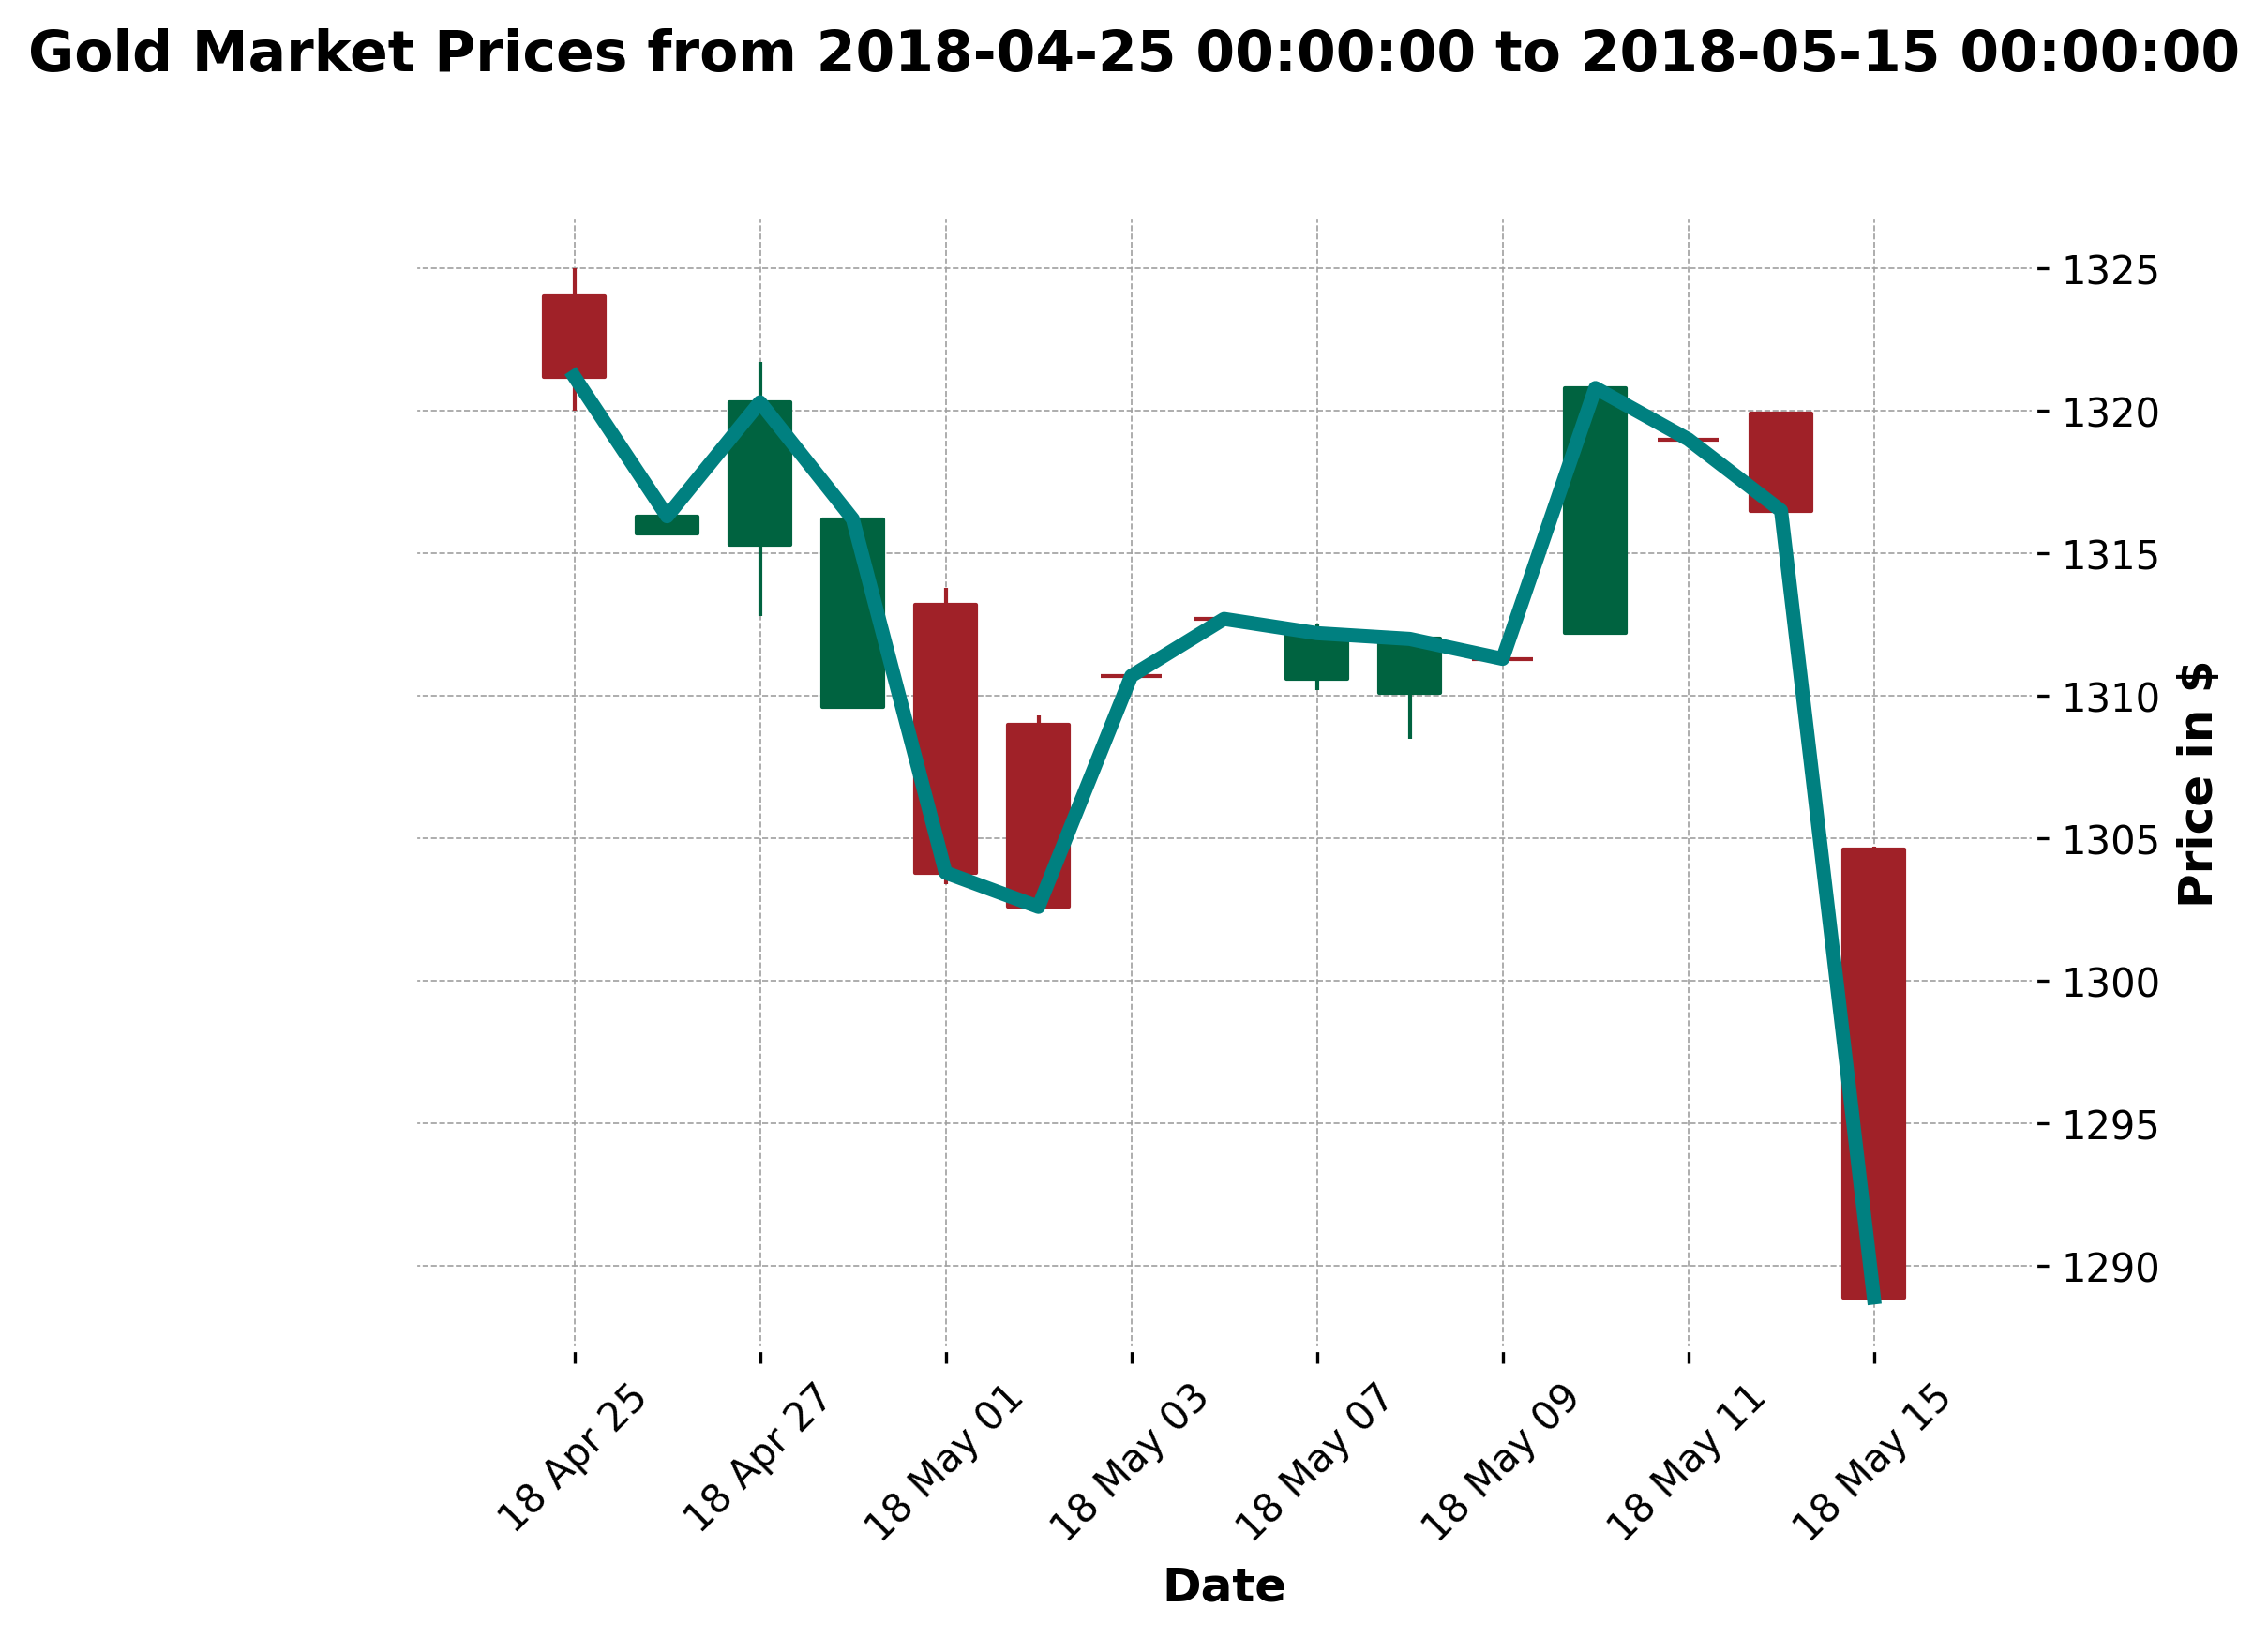 Gold Market Prices from 2018-04-25 00:00:00 to 2018-05-15 00:00:00
1325
1320
1315
1310
1305
1300
1295
1290
Price in $
18 Apr 25
18 Apr 27
18 May 01
18 May 03
18 May 07
18 May 09
18 May 11
18 May 15
Date